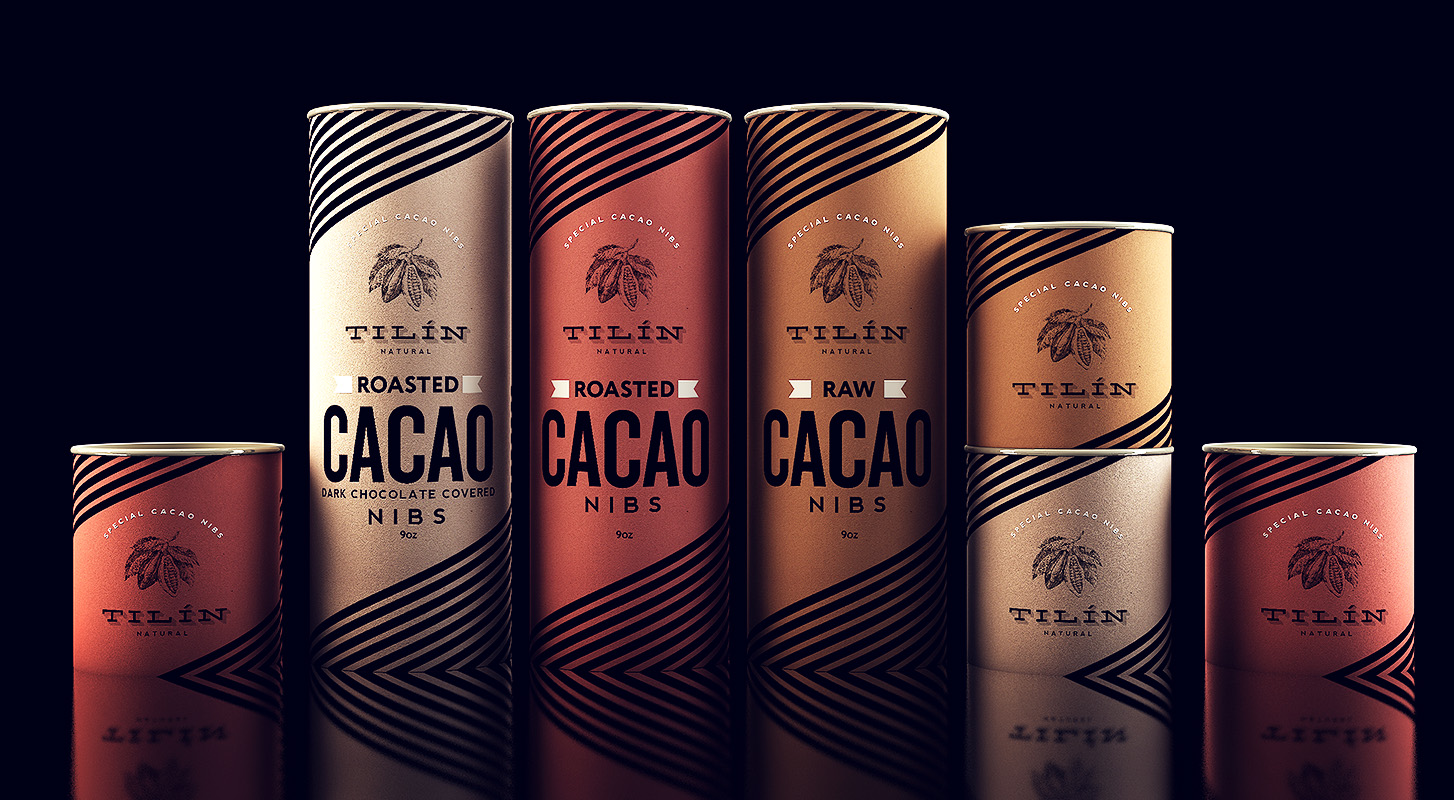 SPECIAL CACAO NIBS
TILÍN
NATURAL
ROASTED
CACAO
DARK CHOCOLATE COVERED
NIBS
9oz
SPECIAL CACAO NIBS
TILÍN
NATURAL
ROASTED
CACAO
NIBS
9oz
SPECIAL CACAO NIBS
TILÍN
NATURAL
RAW
CACAO
NIBS
9oz
SPECIAL CACAO NIBS
TILÍN
NATURAL
SPECIAL CACAO NIBS
TILÍN
NATURAL
SPECIAL CACAO NIBS
TILÍN
NATURAL
SPECIAL CACAO NIBS
TILÍN
NATURAL